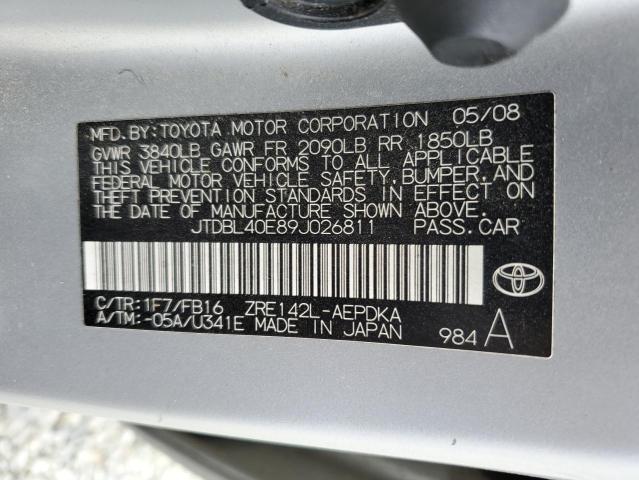 MFD. BY: TOYOTA MOTOR CORPORATION 05/08
GVWR 3840LB GAWR FR 2090LB RR 1850LB
THIS VEHICLE CONFORMS TO ALL APPLICABLE
FEDERAL MOTOR VEHICLE SAFETY, BUMPER, AND
THEFT PREVENTION STANDARDS IN EFFECT ON
THE DATE OF MANUFACTURE SHOWN ABOVE.
JTDBL40E89J026811 PASS. CAR
C/TR: 1F7/FB16 ZRE142L-AEPDKA
A/TM: -05A/U341E MADE IN JAPAN 984 A